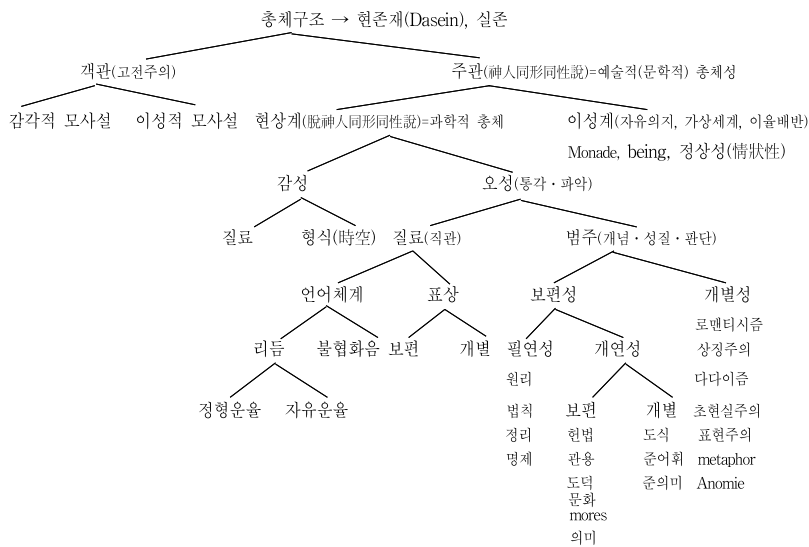 총체구조 → 현존재(Dasein), 실존
객관(고전주의) 주관(神人同形同性說)=예술적(문학적) 총체성
감각적 모사설 이성적 모사설 현상계(脫神人同形同性說)=과학적 총체 이성계(자유의지, 가상세계, 이율배반)
Monade, being, 정상성(情狀性)
감성 오성(통각·파악)
질료 형식(時空) 질료(직관) 범주(개념·성질·판단)
언어체계 표상 보편성 개별성
로맨티시즘
리듬 불협화음 보편 개별 필연성 개연성 상징주의
원리 다다이즘
정형운율 자유운율 법칙 보편 개별 초현실주의
정리 헌법 도식 표현주의
명제 관용 준어휘 metaphor
도덕 준의미 Anomie
문화
mores
의미